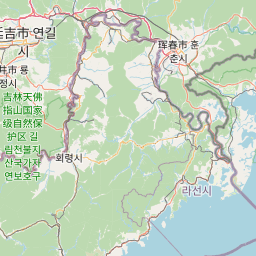 延吉市 연길
시
珲春市 훈
춘시
井市 룡
정시
吉林天佛
指山国家
级自然保
护区 길
림천불지
산국가자
연보호구
회령시
라선시